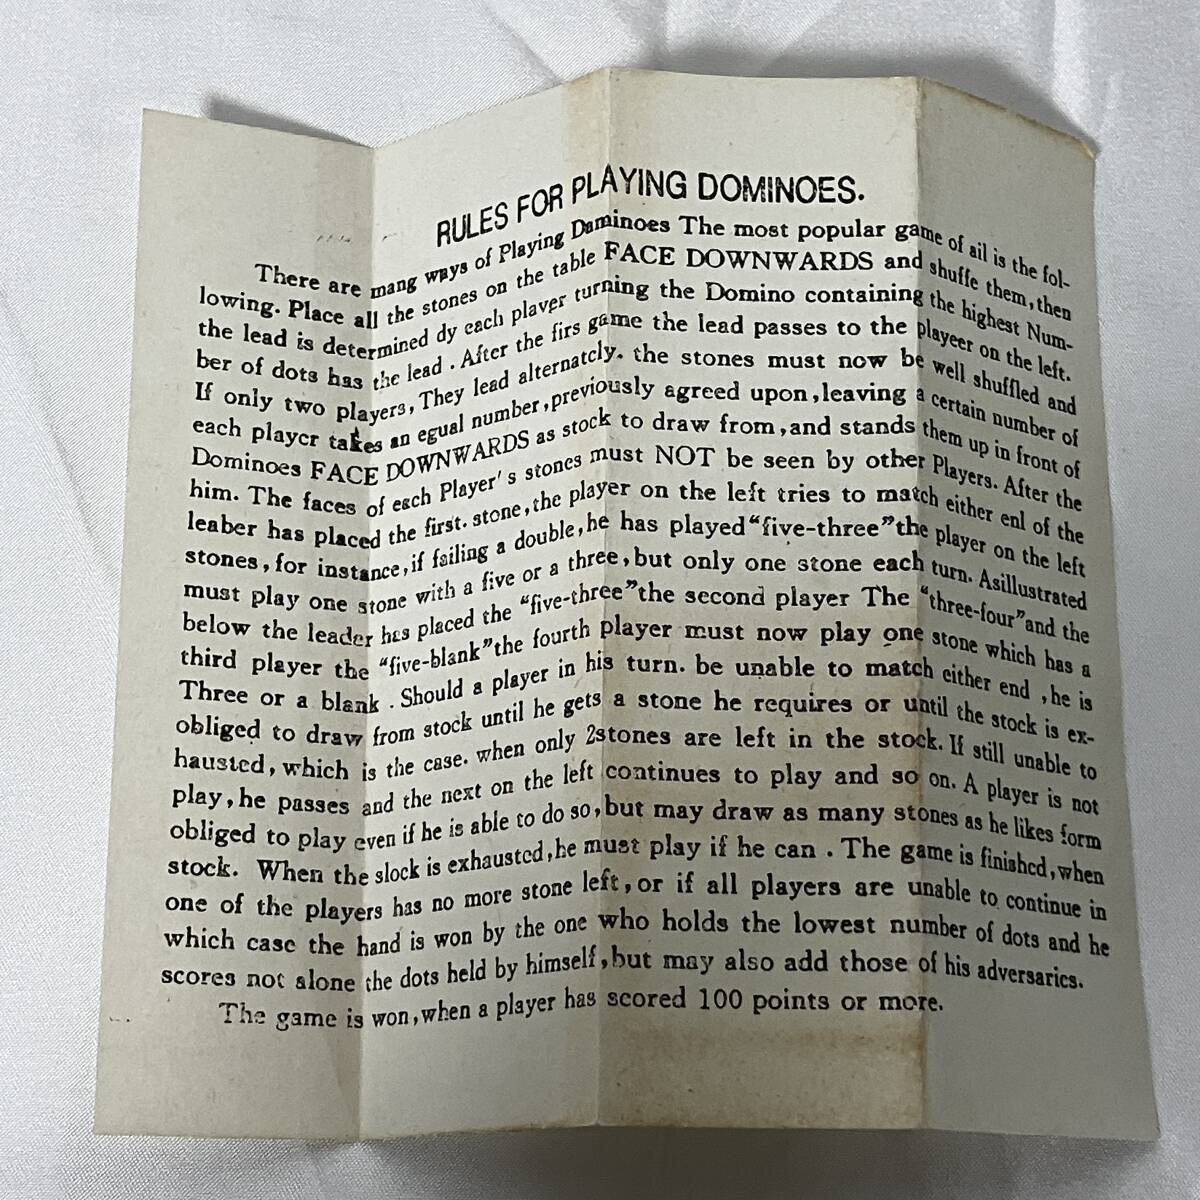 RULES FOR PLAYING DOMINOES.
There are mang ways of Playing Daminoes The most popular game of ail is the fol-
lowing. Place all the stones on the table FACE DOWNWARDS and shuffe them, then
the lead is determined dy each plaver turning the Domino containing the highest Num-
ber of dots has the lead. After the firs game the lead passes to the playeer on the left.
If only two players, They lead alternatcly. the stones must now be well shuffled and
each playcr takes an egual number, previously agreed upon, leaving a certain number of
Dominoes FACE DOWNWARDS as stock to draw from, and stands them up in front of
him. The faces of each Player's stoncs must NOT be seen by other Players. After the
leaber has placed the first. stone, the player on the left tries to match either enl of the
stones, for instance, if failing a double, he has played "five-three" the player on the left
must play one stone with a five or a three, but only one stone each turn. Asillustrated
below the leader has placed the "five-three" the second player The "three-four" and the
third player the "five-blank" the fourth player must now play one stone which has a
Three or a blank. Should a player in his turn. be unable to match either end, he is
obliged to draw from stock until he gets a stone he requires or until the stock is ex-
hausted, which is the case. when only 2stones are left in the stock. If still unable to
play, he passes and the next on the left continues to play and so on. A player is not
obliged to play even if he is able to do so, but may draw as many stones as he likes form
stock. When the slock is exhausted, he must play if he can. The game is finiahcd, when
one of the players has no more stone left, or if all players are unable to continue in
which case the hand is won by the one who holds the lowest number of dots and he
scores not alone the dots held by himself, but may also add those of his adversarics.
The game is won, when a player has scored 100 points or more.